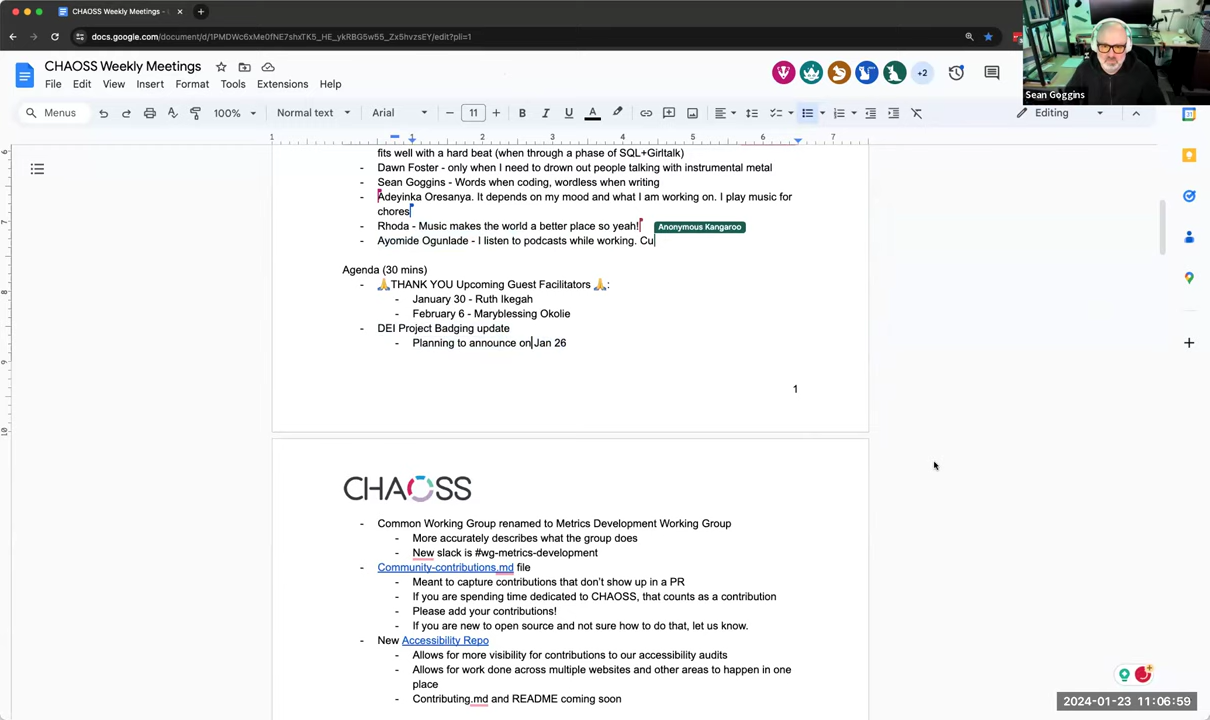 CHAOSS Weekly Meetings -
docs.google.com/document/d/1PMDWc6xMe0fNE7shxTK5_HE_ykRBG5w55_Zx5hvzsEY/edit?pli=1
CHAOSS Weekly Meetings
File Edit View Insert Format Tools Extensions Help
+2
Sean Goggins
Menus 100% Normal text Arial 11 Editing
1 1 2 3 4 5 6 7
fits well with a hard beat (when through a phase of SQL+Girltalk)
- Dawn Foster - only when I need to drown out people talking with instrumental metal
- Sean Goggins - Words when coding, wordless when writing
- Adeyinka Oresanya. It depends on my mood and what I am working on. I play music for
chores
- Rhoda - Music makes the world a better place so yeah!
Anonymous Kangaroo
- Ayomide Ogunlade - I listen to podcasts while working. Cu
Agenda (30 mins)
- 🙏THANK YOU Upcoming Guest Facilitators 🙏:
- January 30 - Ruth Ikegah
- February 6 - Maryblessing Okolie
- DEI Project Badging update
- Planning to announce on Jan 26
1
CHAOSS
- Common Working Group renamed to Metrics Development Working Group
- More accurately describes what the group does
- New slack is #wg-metrics-development
- Community-contributions.md file
- Meant to capture contributions that don't show up in a PR
- If you are spending time dedicated to CHAOSS, that counts as a contribution
- Please add your contributions!
- If you are new to open source and not sure how to do that, let us know.
- New Accessibility Repo
- Allows for more visibility for contributions to our accessibility audits
- Allows for work done across multiple websites and other areas to happen in one
place
- Contributing.md and README coming soon
2024-01-23 11:06:59